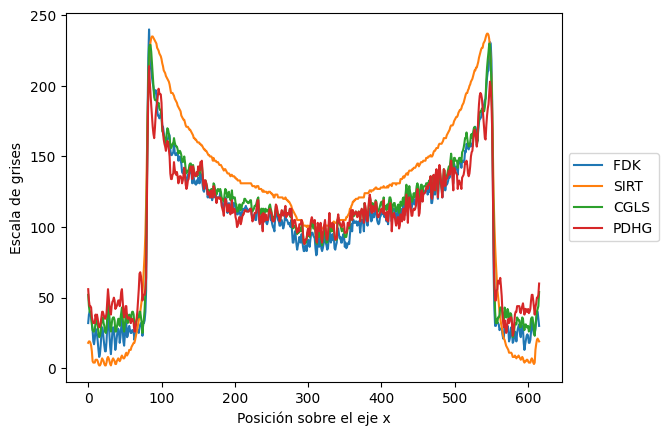 250
200
150
100
50
0
Escala de grises
0 100 200 300 400 500 600
Posición sobre el eje x
FDK
SIRT
CGLS
PDHG